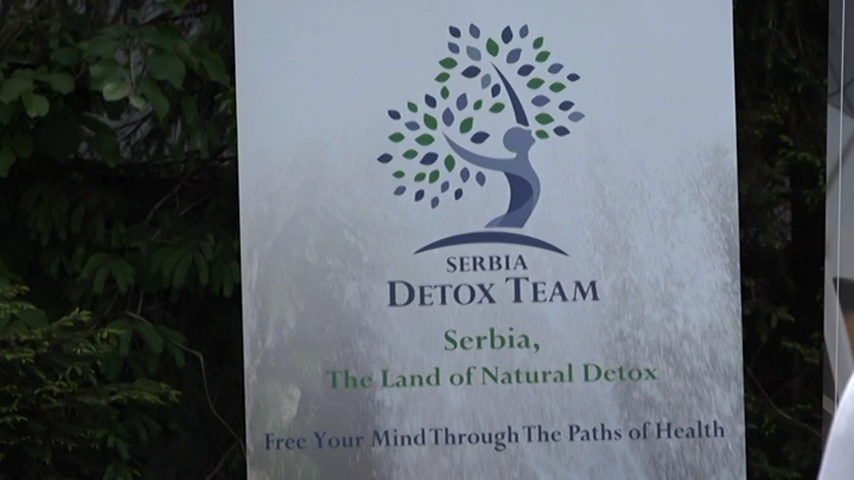 SERBIA
DETOX TEAM
Serbia,
The Land of Natural Detox
Free Your Mind Through The Paths of Health